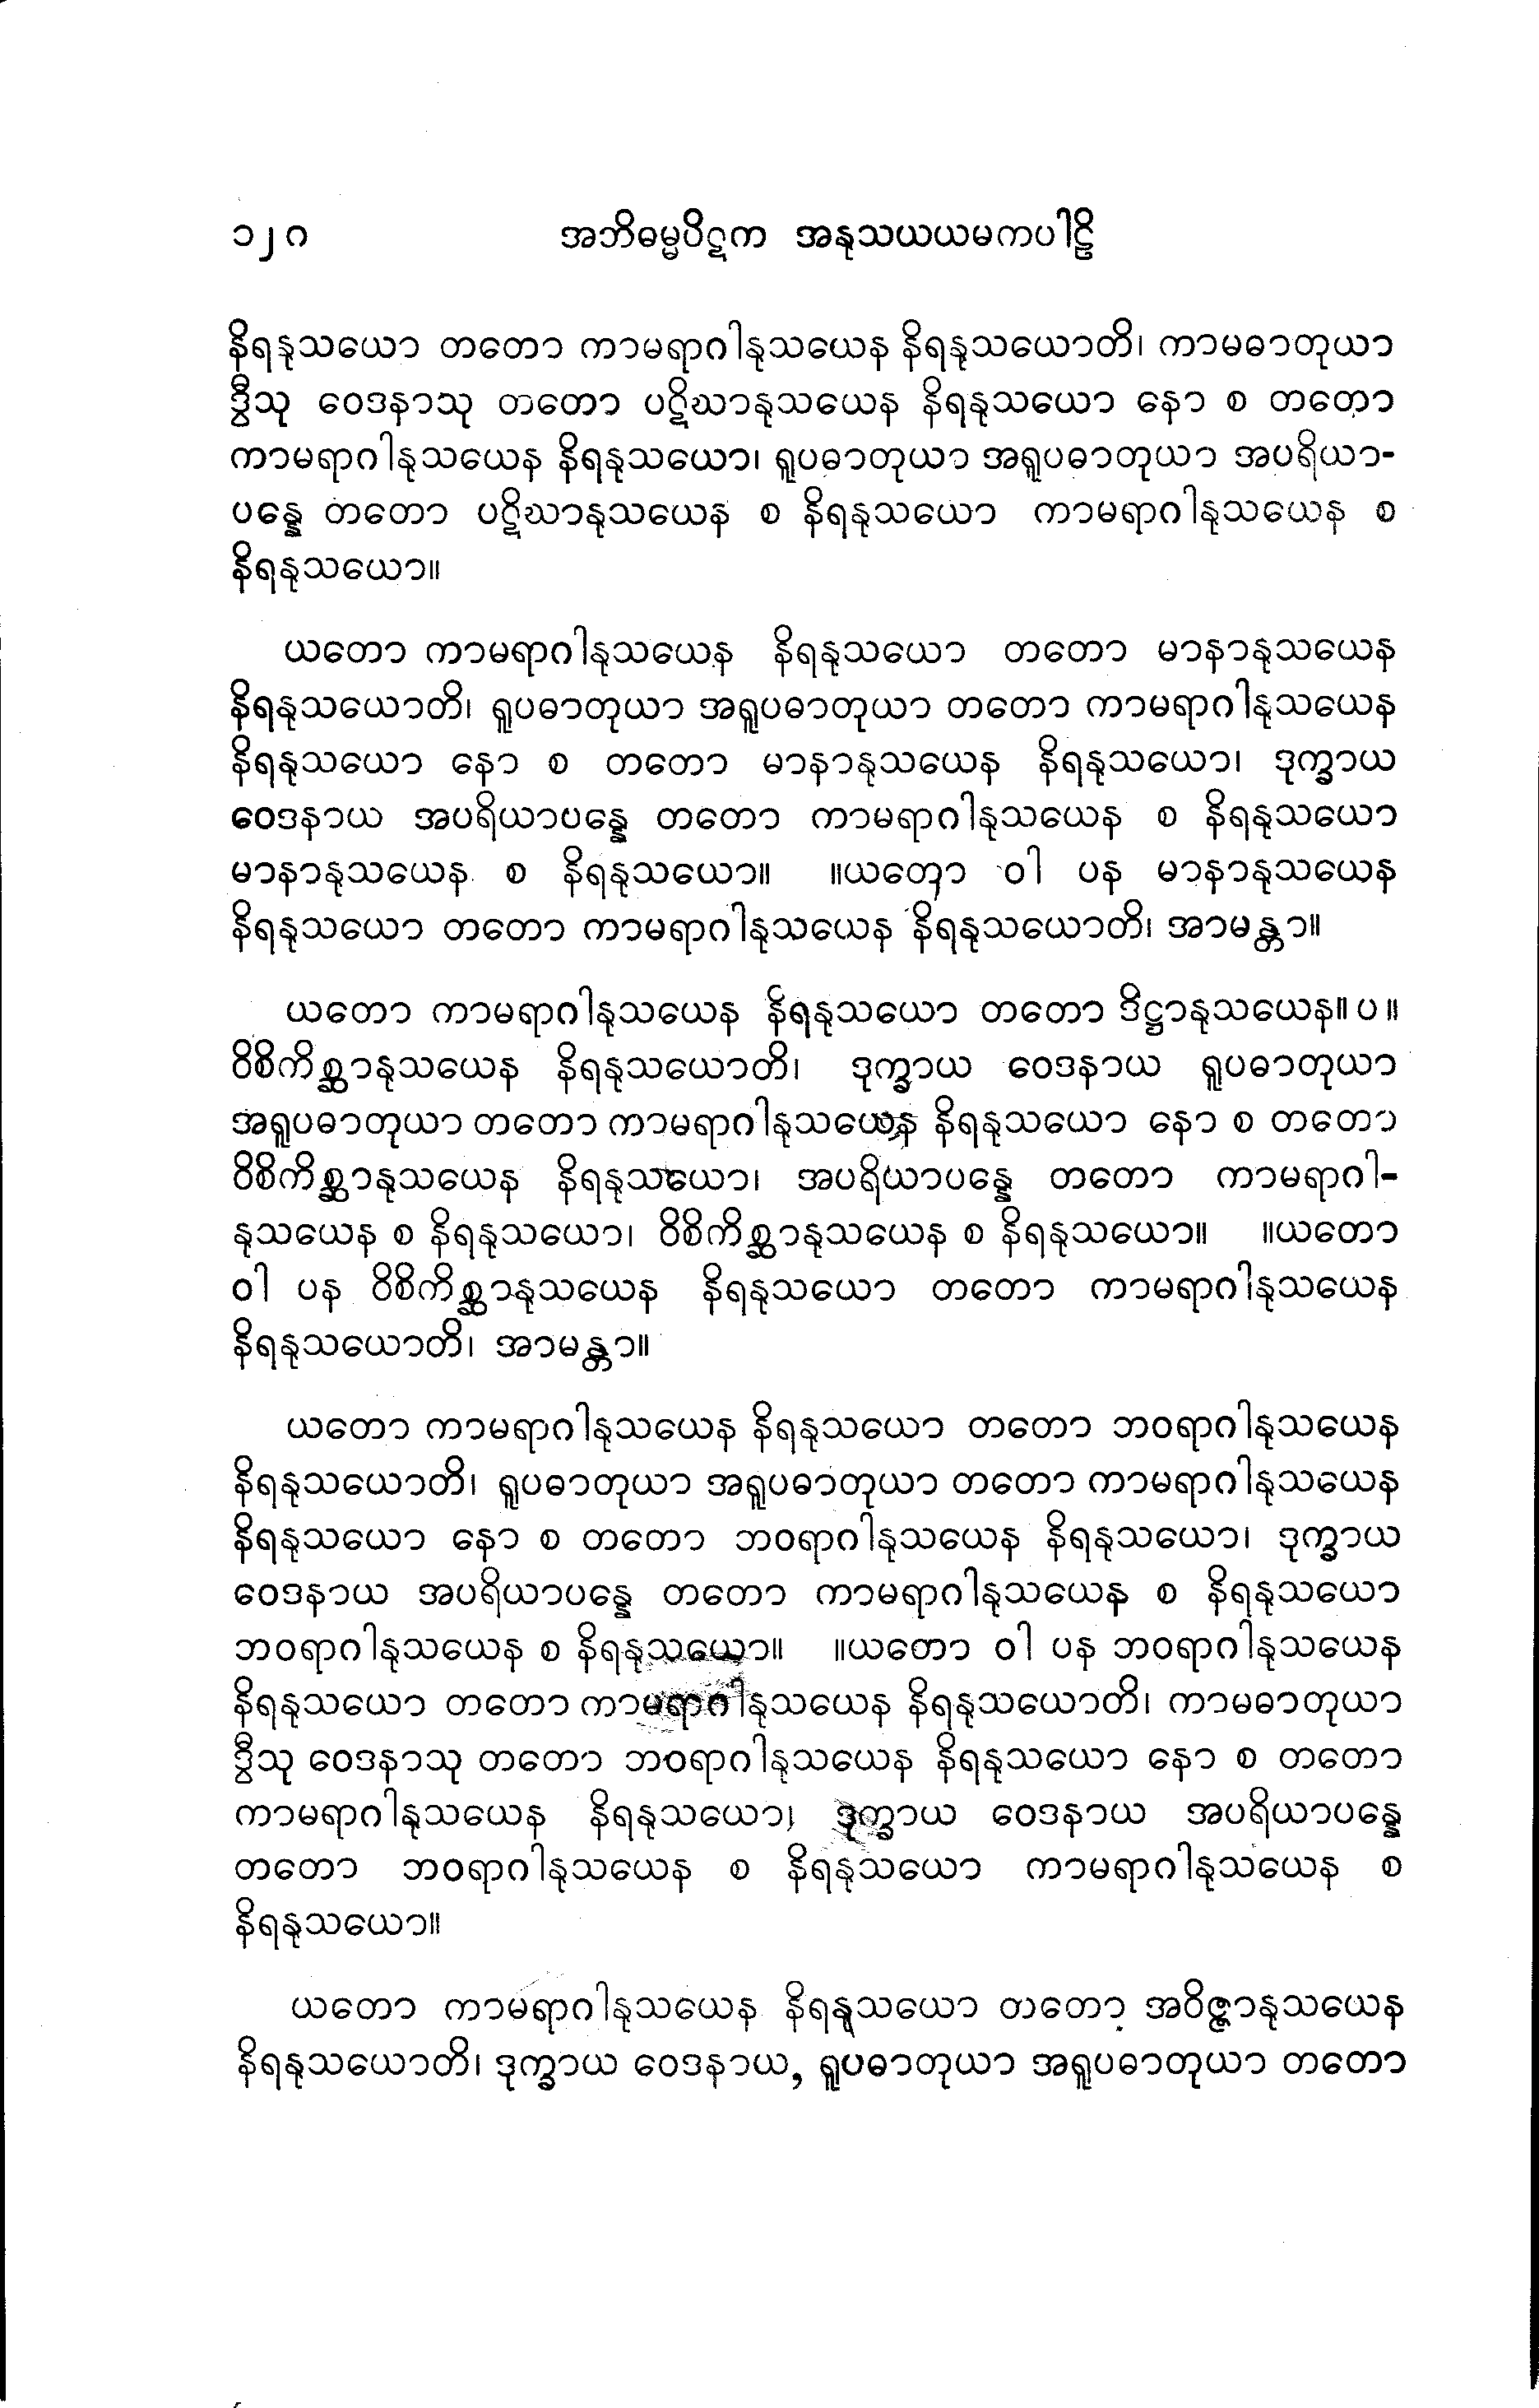 ၁၂၈ အဘိဓမ္မပိဋက အနုသယယမကပါဠိ
နိရနုသယော တတော ကာမရာဂါနုသယေန နိရနုသယောတိ၊ ကာမဓာတုယာ
ဒွီသု ဝေဒနာသု တတော ပဋိဃာနုသယေန နိရနုသယော နော စ တတော
ကာမရာဂါနုသယေန နိရနုသယော၊ ရူပဓာတုယာ အရူပဓာတုယာ အပရိယာ-
ပန္နေ တတော ပဋိဃာနုသယေန စ နိရနုသယော ကာမရာဂါနုသယေန စ
နိရနုသယော။
ယတော ကာမရာဂါနုသယေန နိရနုသယော တတော မာနာနုသယေန
နိရနုသယောတိ၊ ရူပဓာတုယာ အရူပဓာတုယာ တတော ကာမရာဂါနုသယေန
နိရနုသယော နော စ တတော မာနာနုသယေန နိရနုသယော၊ ဒုက္ခာယ
ဝေဒနာယ အပရိယာပန္နေ တတော ကာမရာဂါနုသယေန စ နိရနုသယော
မာနာနုသယေန စ နိရနုသယော။ ။ယတော ဝါ ပန မာနာနုသယေန
နိရနုသယော တတော ကာမရာဂါနုသယေန နိရနုသယောတိ၊ အာမန္တာ။
ယတော ကာမရာဂါနုသယေန နိရနုသယော တတော ဒိဋ္ဌာနုသယေန။ ပ ။
ဝိစိကိစ္ဆာနုသယေန နိရနုသယောတိ၊ ဒုက္ခာယ ဝေဒနာယ ရူပဓာတုယာ
အရူပဓာတုယာ တတော ကာမရာဂါနုသယေန နိရနုသယော နော စ တတော
ဝိစိကိစ္ဆာနုသယေန နိရနုသယော၊ အပရိယာပန္နေ တတော ကာမရာဂါ-
နုသယေန စ နိရနုသယော၊ ဝိစိကိစ္ဆာနုသယေန စ နိရနုသယော။ ။ယတော
ဝါ ပန ဝိစိကိစ္ဆာနုသယေန နိရနုသယော တတော ကာမရာဂါနုသယေန
နိရနုသယောတိ၊ အာမန္တာ။
ယတော ကာမရာဂါနုသယေန နိရနုသယော တတော ဘဝရာဂါနုသယေန
နိရနုသယောတိ၊ ရူပဓာတုယာ အရူပဓာတုယာ တတော ကာမရာဂါနုသယေန
နိရနုသယော နော စ တတော ဘဝရာဂါနုသယေန နိရနုသယော၊ ဒုက္ခာယ
ဝေဒနာယ အပရိယာပန္နေ တတော ကာမရာဂါနုသယေန စ နိရနုသယော
ဘဝရာဂါနုသယေန စ နိရနုသယော။ ။ယတော ဝါ ပန ဘဝရာဂါနုသယေန
နိရနုသယော တတော ကာမရာဂါနုသယေန နိရနုသယောတိ၊ ကာမဓာတုယာ
ဒွီသု ဝေဒနာသု တတော ဘဝရာဂါနုသယေန နိရနုသယော နော စ တတော
ကာမရာဂါနုသယေန နိရနုသယော၊ ဒုက္ခာယ ဝေဒနာယ အပရိယာပန္နေ
တတော ဘဝရာဂါနုသယေန စ နိရနုသယော ကာမရာဂါနုသယေန စ
နိရနုသယော။
ယတော ကာမရာဂါနုသယေန နိရနုသယော တတော အဝိဇ္ဇာနုသယေန
နိရနုသယောတိ၊ ဒုက္ခာယ ဝေဒနာယ, ရူပဓာတုယာ အရူပဓာတုယာ တတော